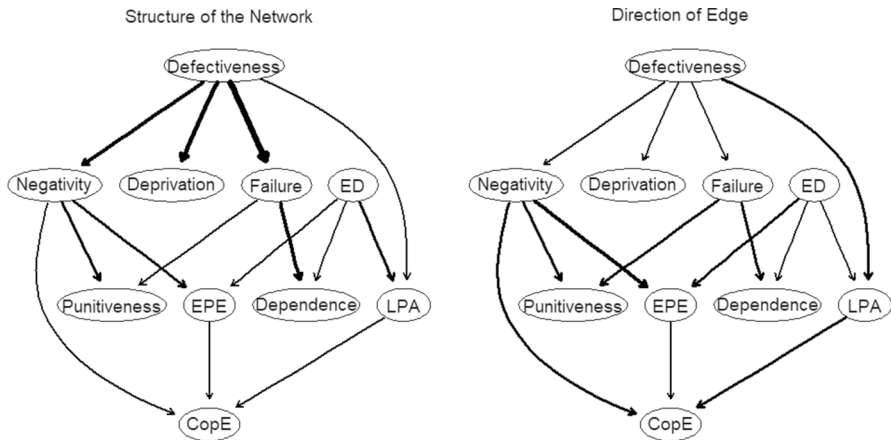 Structure of the Network
Defectiveness
Negativity
Deprivation
Failure
ED
Punitiveness
EPE
Dependence
LPA
CopE
Direction of Edge
Defectiveness
Negativity
Deprivation
Failure
ED
Punitiveness
EPE
Dependence
LPA
CopE